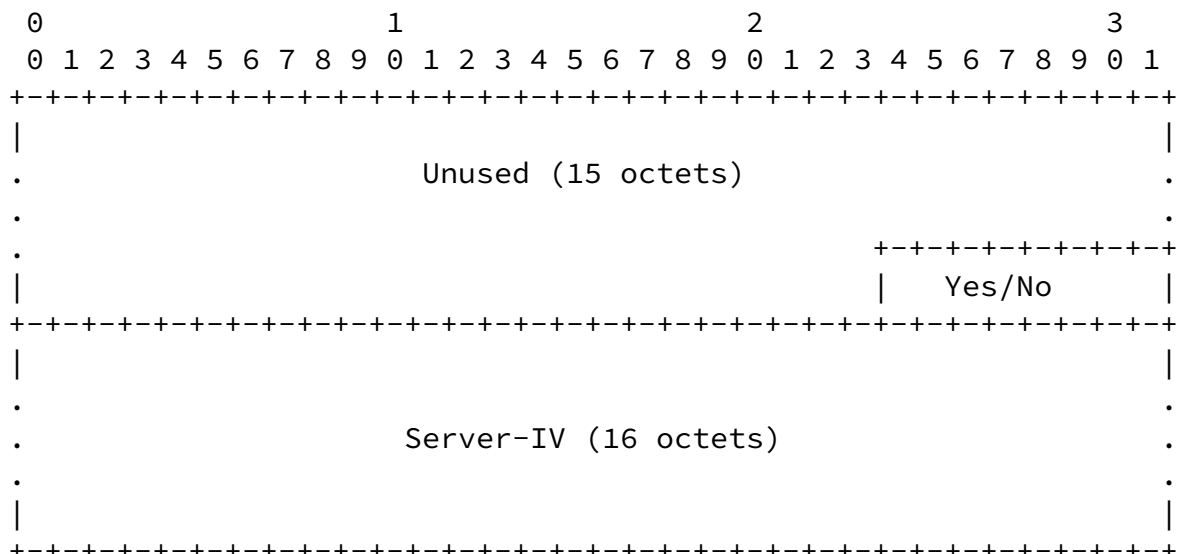 0                   1                   2                   3
 0 1 2 3 4 5 6 7 8 9 0 1 2 3 4 5 6 7 8 9 0 1 2 3 4 5 6 7 8 9 0 1
+-+-+-+-+-+-+-+-+-+-+-+-+-+-+-+-+-+-+-+-+-+-+-+-+-+-+-+-+-+-+-+-+
|                                                               |
.                      Unused (15 octets)                       .
.                                                               .
.                                               +-+-+-+-+-+-+-+-+
|                                               |   Yes/No      |
+-+-+-+-+-+-+-+-+-+-+-+-+-+-+-+-+-+-+-+-+-+-+-+-+-+-+-+-+-+-+-+-+
|                                                               |
.                                                               .
.                     Server-IV (16 octets)                     .
.                                                               .
|                                                               |
+-+-+-+-+-+-+-+-+-+-+-+-+-+-+-+-+-+-+-+-+-+-+-+-+-+-+-+-+-+-+-+-+